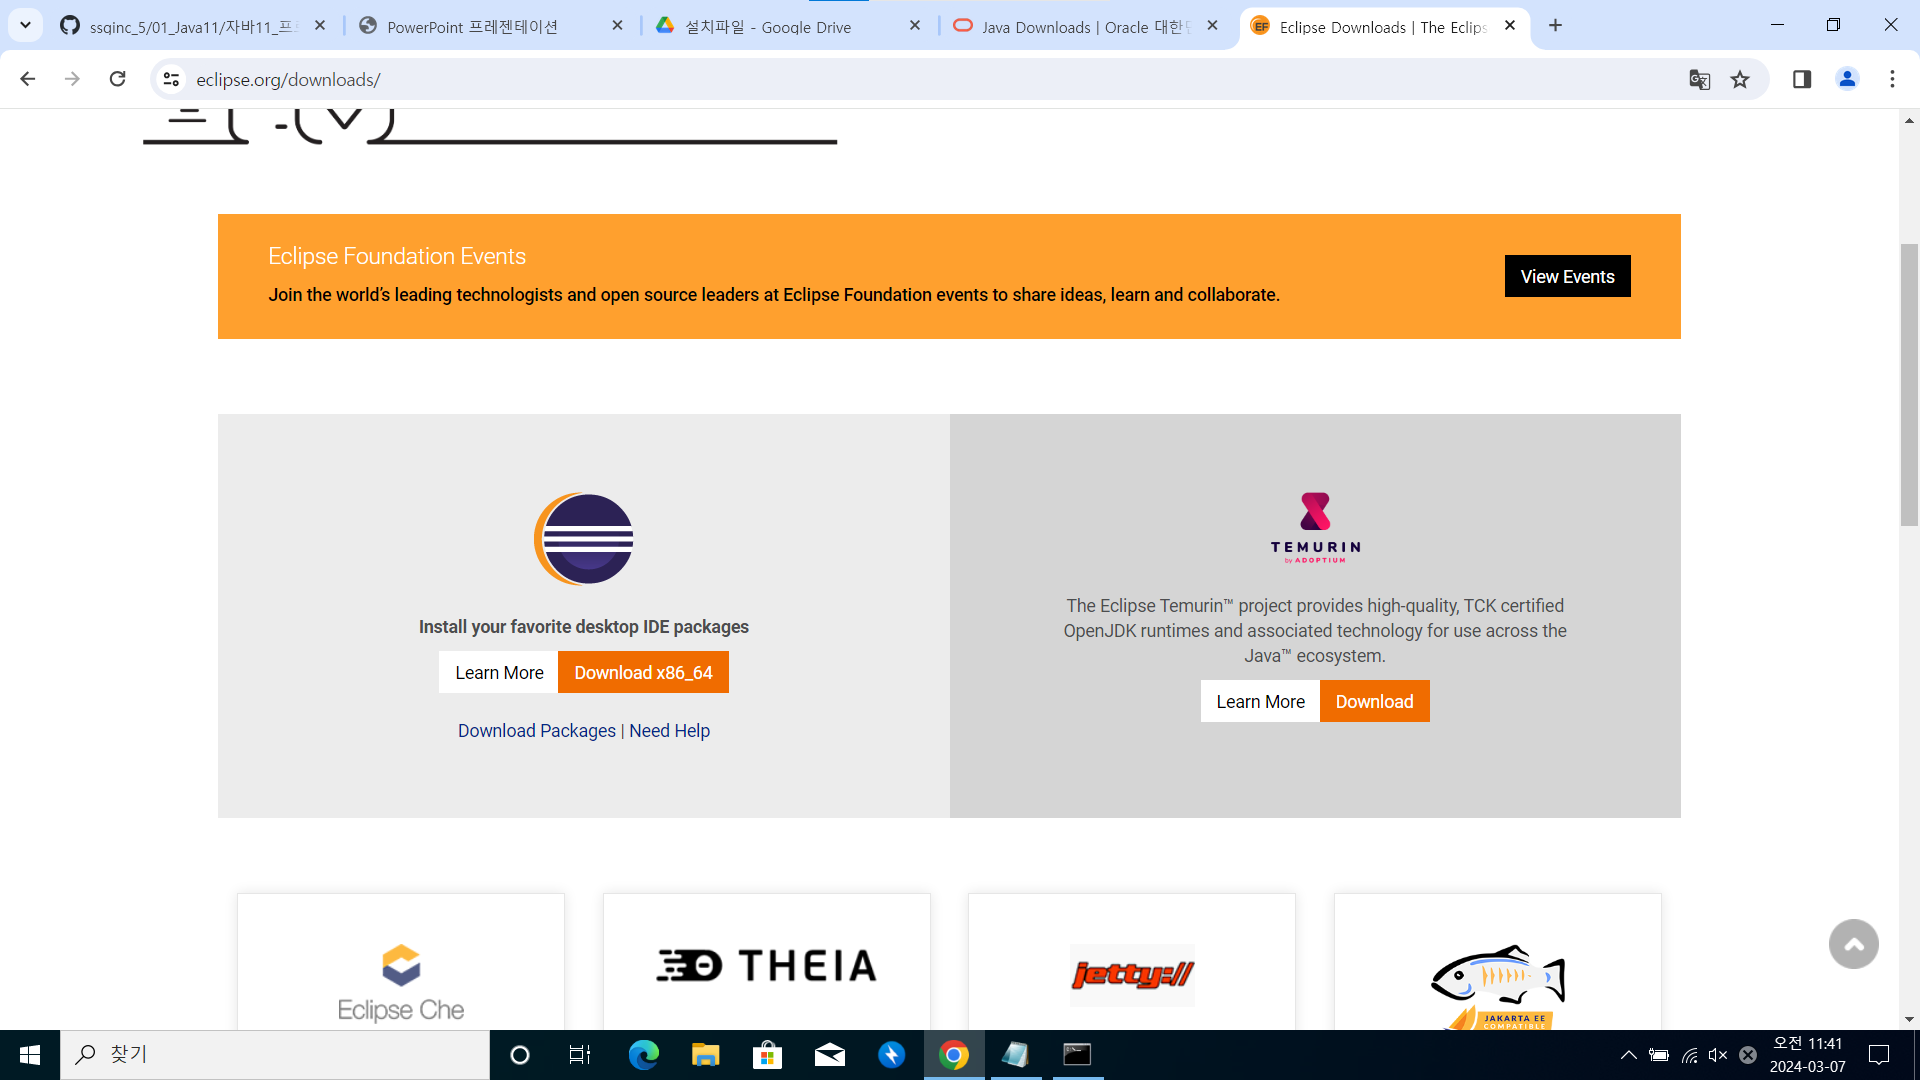 ssginc_5/01_Java11/자바11_프
PowerPoint 프레젠테이션
설치파일 - Google Drive
Java Downloads | Oracle 대한민
Eclipse Downloads | The Eclips
eclipse.org/downloads/
Eclipse Foundation Events
Join the world’s leading technologists and open source leaders at Eclipse Foundation events to share ideas, learn and collaborate.
View Events
Install your favorite desktop IDE packages
Learn More
Download x86_64
Download Packages | Need Help
TEMURIN
by ADOPTIUM
The Eclipse Temurin™ project provides high-quality, TCK certified
OpenJDK runtimes and associated technology for use across the
Java™ ecosystem.
Learn More
Download
Eclipse Che
THEIA
jetty://
JAKARTA EE
COMPATIBLE
찾기
오전 11:41
2024-03-07